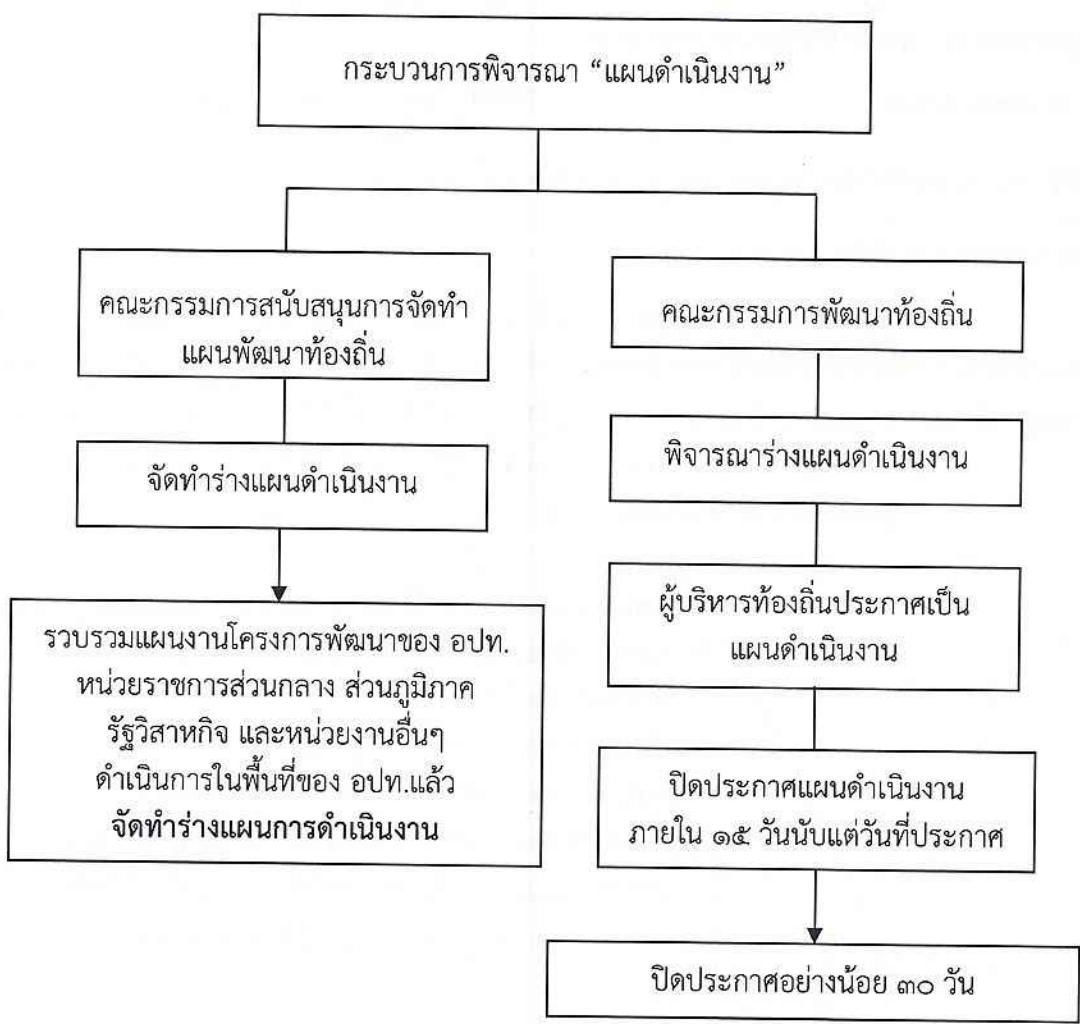 กระบวนการพิจารณา “แผนดำเนินงาน”
คณะกรรมการสนับสนุนการจัดทำ
แผนพัฒนาท้องถิ่น
จัดทำร่างแผนดำเนินงาน
รวบรวมแผนงานโครงการพัฒนาของ อปท.
หน่วยราชการส่วนกลาง ส่วนภูมิภาค
รัฐวิสาหกิจ และหน่วยงานอื่นๆ
ดำเนินการในพื้นที่ของ อปท.แล้ว
จัดทำร่างแผนการดำเนินงาน
คณะกรรมการพัฒนาท้องถิ่น
พิจารณาร่างแผนดำเนินงาน
ผู้บริหารท้องถิ่นประกาศเป็น
แผนดำเนินงาน
ปิดประกาศแผนดำเนินงาน
ภายใน ๑๕ วันนับแต่วันที่ประกาศ
ปิดประกาศอย่างน้อย ๓๐ วัน